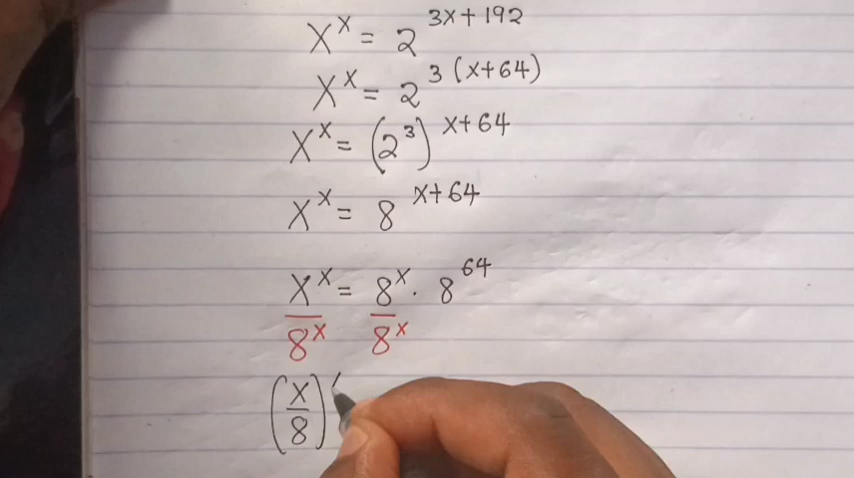 X^x = 2^{3x+192}
X^x = 2^{3(x+64)}
X^x = (2^3)^{x+64}
X^x = 8^{x+64}
X^x/8^x = 8^x/8^x · 8^{64}
(X/8)